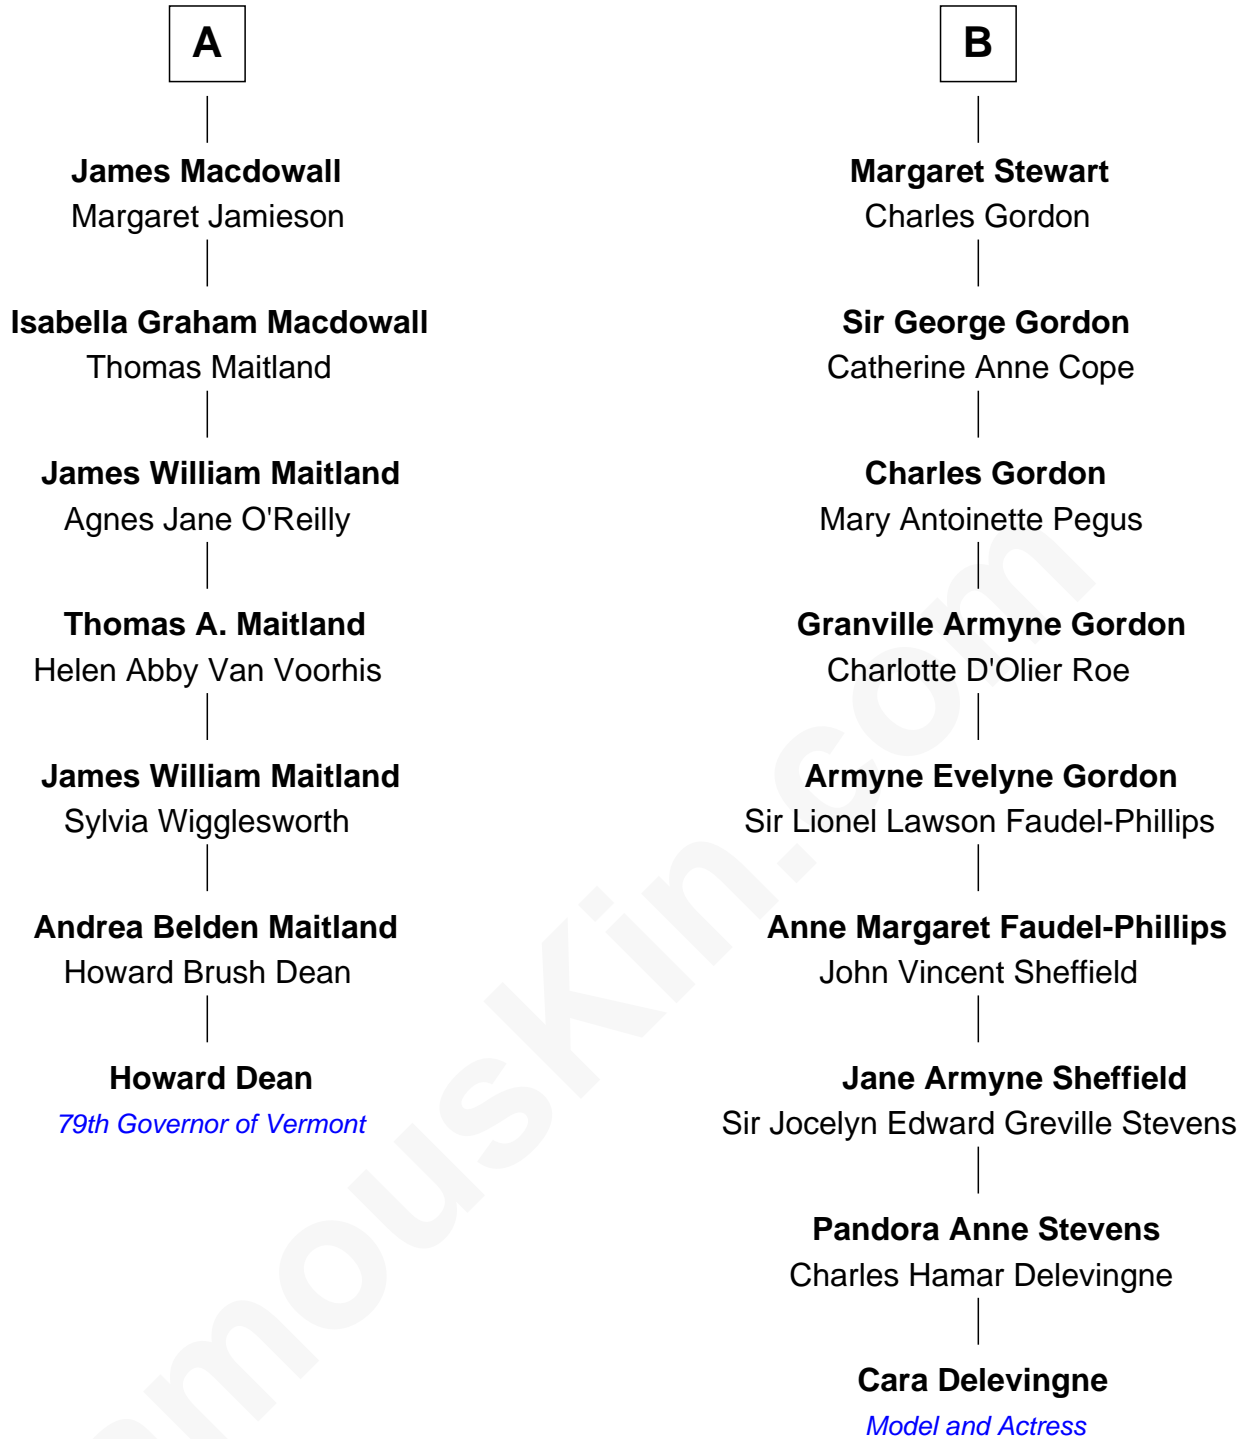 A
James Macdowall
Margaret Jamieson
Isabella Graham Macdowall
Thomas Maitland
James William Maitland
Agnes Jane O'Reilly
Thomas A. Maitland
Helen Abby Van Voorhis
James William Maitland
Sylvia Wigglesworth
Andrea Belden Maitland
Howard Brush Dean
Howard Dean
79th Governor of Vermont
B
Margaret Stewart
Charles Gordon
Sir George Gordon
Catherine Anne Cope
Charles Gordon
Mary Antoinette Pegus
Granville Armyne Gordon
Charlotte D'Olier Roe
Armyne Evelyne Gordon
Sir Lionel Lawson Faudel-Phillips
Anne Margaret Faudel-Phillips
John Vincent Sheffield
Jane Armyne Sheffield
Sir Jocelyn Edward Greville Stevens
Pandora Anne Stevens
Charles Hamar Delevingne
Cara Delevingne
Model and Actress
amouskin.com